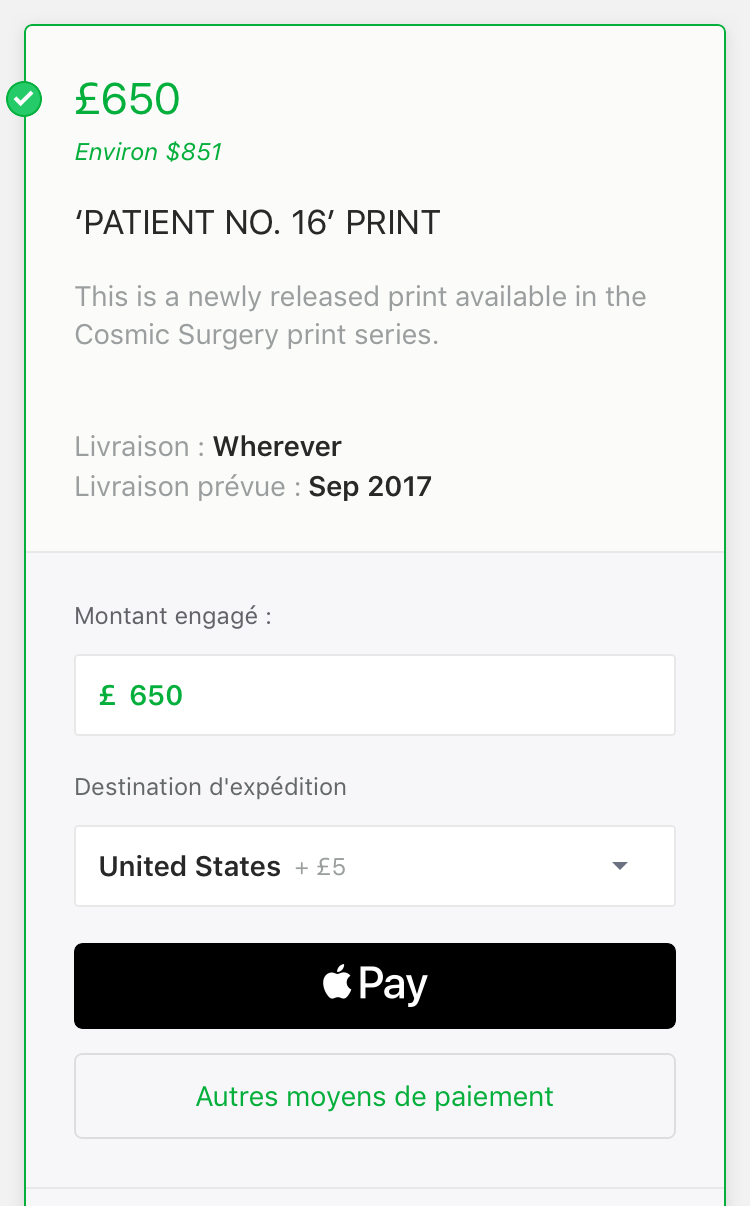 £650
Environ $851
‘PATIENT NO. 16’ PRINT
This is a newly released print available in the
Cosmic Surgery print series.
Livraison : Wherever
Livraison prévue : Sep 2017
Montant engagé :
£ 650
Destination d'expédition
United States + £5
Pay
Autres moyens de paiement